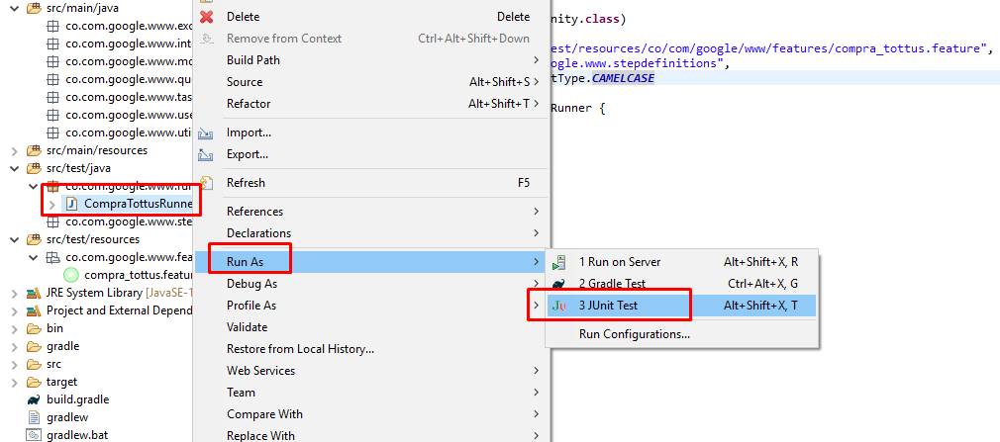 src/main/java
co.com.google.www.exc
co.com.google.www.int
co.com.google.www.mo
co.com.google.www.qu
co.com.google.www.tas
co.com.google.www.use
co.com.google.www.uti
src/main/resources
src/test/java
co.com.google.www.run
CompraTottusRunne
co.com.google.www.ste
src/test/resources
co.com.google.www.fea
compra_tottus.featur
JRE System Library [JavaSE-1
Project and External Depend
bin
gradle
src
target
build.gradle
gradlew
gradlew.bat
Delete Delete
Remove from Context Ctrl+Alt+Shift+Down
Build Path
Source Alt+Shift+S
Refactor Alt+Shift+T
Import...
Export...
Refresh F5
References
Declarations
Run As
Debug As
Profile As
Validate
Restore from Local History...
Web Services
Team
Compare With
Replace With
1 Run on Server Alt+Shift+X, R
2 Gradle Test Ctrl+Alt+X, G
3 JUnit Test Alt+Shift+X, T
Run Configurations...
nity.class)
est/resources/co/com/google/www/features/compra_tottus.feature",
ogle.www.stepdefinitions",
tType.CAMELCASE
Runner {